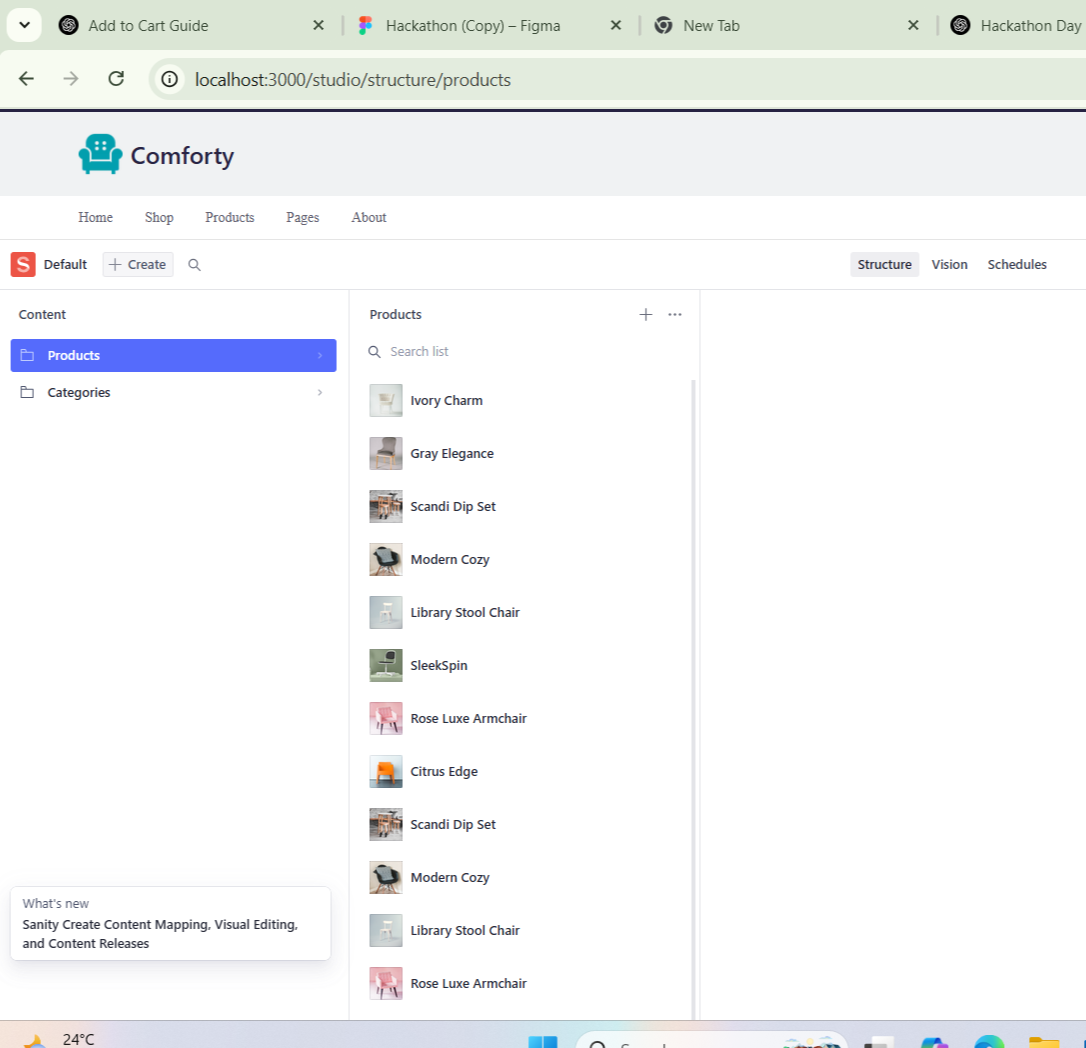 Add to Cart Guide
Hackathon (Copy) – Figma
New Tab
Hackathon Day
localhost:3000/studio/structure/products
Comforty
Home Shop Products Pages About
S Default + Create
Structure Vision Schedules
Content
Products
Categories
What's new
Sanity Create Content Mapping, Visual Editing,
and Content Releases
Products
Search list
Ivory Charm
Gray Elegance
Scandi Dip Set
Modern Cozy
Library Stool Chair
SleekSpin
Rose Luxe Armchair
Citrus Edge
Scandi Dip Set
Modern Cozy
Library Stool Chair
Rose Luxe Armchair
24°C